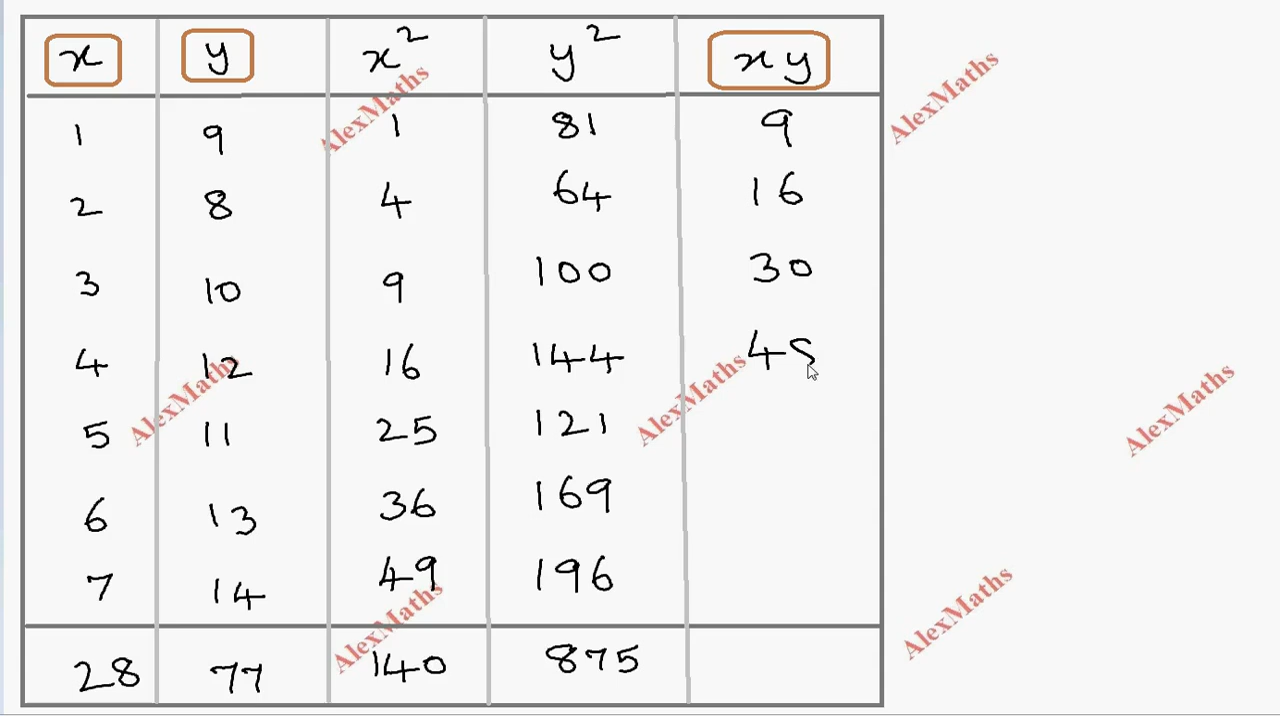 x y x² y² xy
1 9 1 81 9
2 8 4 64 16
3 10 9 100 30
4 12 16 144 48
5 11 25 121
6 13 36 169
7 14 49 196
28 77 140 875
AlexMaths
AlexMaths
AlexMaths
AlexMaths
AlexMaths
AlexMaths
AlexMaths